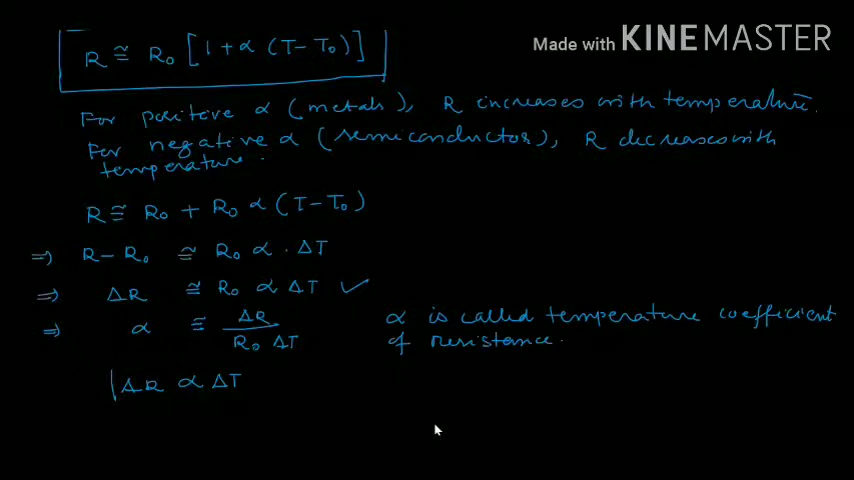 Made with KINEMASTER
R ≅ R₀ [1 + α (T – T₀)]
For positive α (metals), R increases with temperature.
For negative α (semiconductor), R decreases with
temperature.
R ≅ R₀ + R₀ α (T – T₀)
⇒ R – R₀ ≅ R₀ α . ΔT
⇒ ΔR ≅ R₀ α ΔT ✓
⇒ α ≅ ΔR / R₀ ΔT
α is called temperature coefficient
of resistance.
|ΔR ∝ ΔT